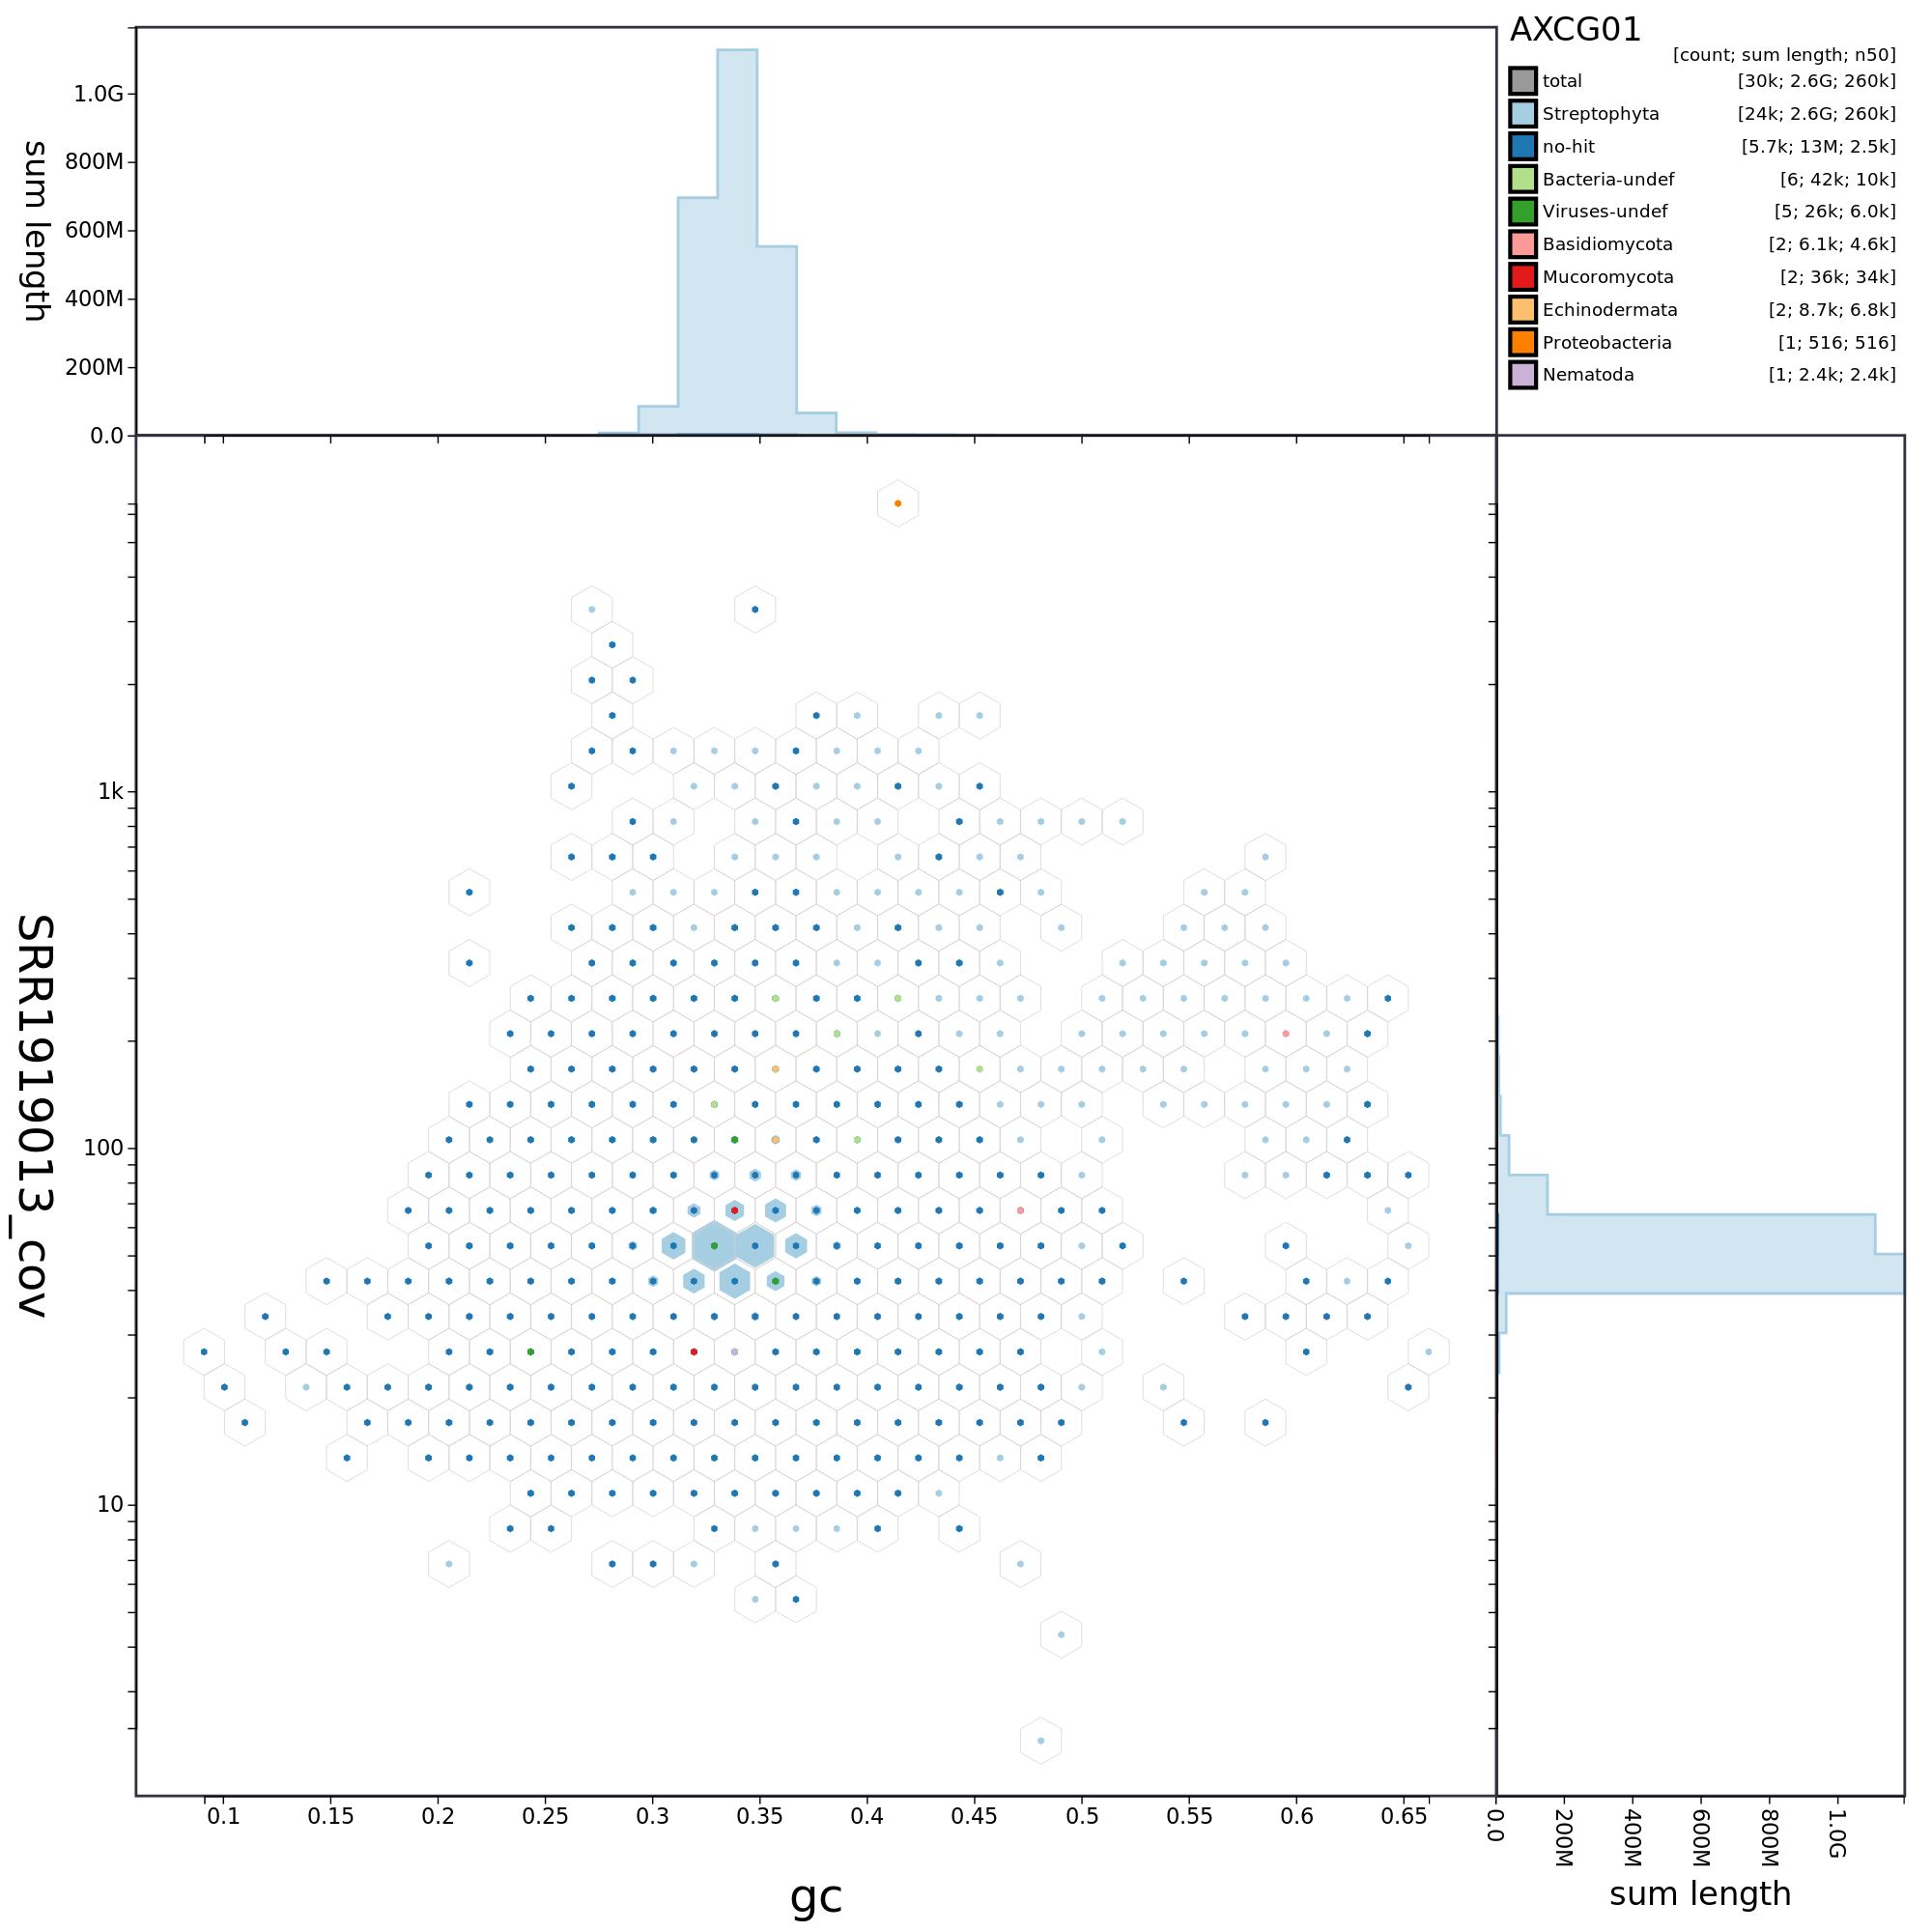 AXCG01
[count; sum length; n50]
total [30k; 2.6G; 260k]
Streptophyta [24k; 2.6G; 260k]
no-hit [5.7k; 13M; 2.5k]
Bacteria-undef [6; 42k; 10k]
Viruses-undef [5; 26k; 6.0k]
Basidiomycota [2; 6.1k; 4.6k]
Mucoromycota [2; 36k; 34k]
Echinodermata [2; 8.7k; 6.8k]
Proteobacteria [1; 516; 516]
Nematoda [1; 2.4k; 2.4k]
sum length
1.0G
800M
600M
400M
200M
0.0
SRR1919013_cov
1k
100
10
0.1 0.15 0.2 0.25 0.3 0.35 0.4 0.45 0.5 0.55 0.6 0.65
gc
0.0 200M 400M 600M 800M 1.0G
sum length